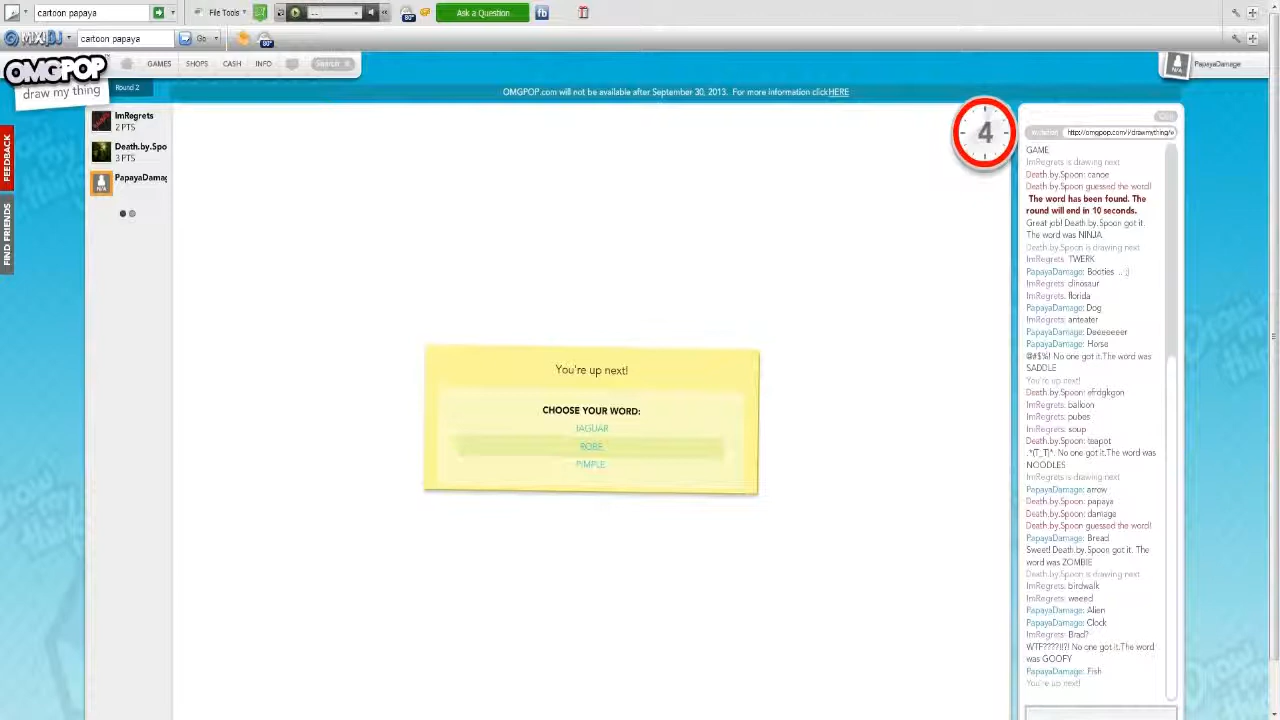 cartoon papaya
Tools
--
80°
Ask a Question
fb
cartoon papaya
Go
80°
OMGPOP
GAMES
SHOPS
CASH
INFO
Search
N/A
PapayaDamage
draw my thing
Round 2
OMGPOP.com will not be available after September 30, 2013. For more information click HERE
FEEDBACK
FIND FRIENDS
ImRegrets
2 PTS
Death.by.Spo
3 PTS
N/A
PapayaDamag
4
You're up next!
CHOOSE YOUR WORD:
JAGUAR
ROBE
PIMPLE
http://omgpop.com/l/drawmything/e
GAME
ImRegrets is drawing next
Death.by.Spoon: canoe
Death.by.Spoon guessed the word!
The word has been found. The
round will end in 10 seconds.
Great job! Death.by.Spoon got it.
The word was NINJA
Death.by.Spoon is drawing next
ImRegrets: TWERK
PapayaDamage: Booties ... ;)
ImRegrets: dinosaur
ImRegrets: florida
PapayaDamage: Dog
ImRegrets: anteater
PapayaDamage: Deeeeeeer
PapayaDamage: Horse
@#$%! No one got it.The word was
SADDLE
You're up next!
Death.by.Spoon: efrdgkgon
ImRegrets: balloon
ImRegrets: pubes
ImRegrets: soup
Death.by.Spoon: teapot
.*(T_T)*. No one got it.The word was
NOODLES
ImRegrets is drawing next
PapayaDamage: arrow
Death.by.Spoon: papaya
Death.by.Spoon: damage
Death.by.Spoon guessed the word!
PapayaDamage: Bread
Sweet! Death.by.Spoon got it. The
word was ZOMBIE
Death.by.Spoon is drawing next
ImRegrets: birdwalk
ImRegrets: weeed
PapayaDamage: Alien
PapayaDamage: Clock
ImRegrets: Brad?
WTF????!!?! No one got it.The word
was GOOFY
PapayaDamage: Fish
You're up next!